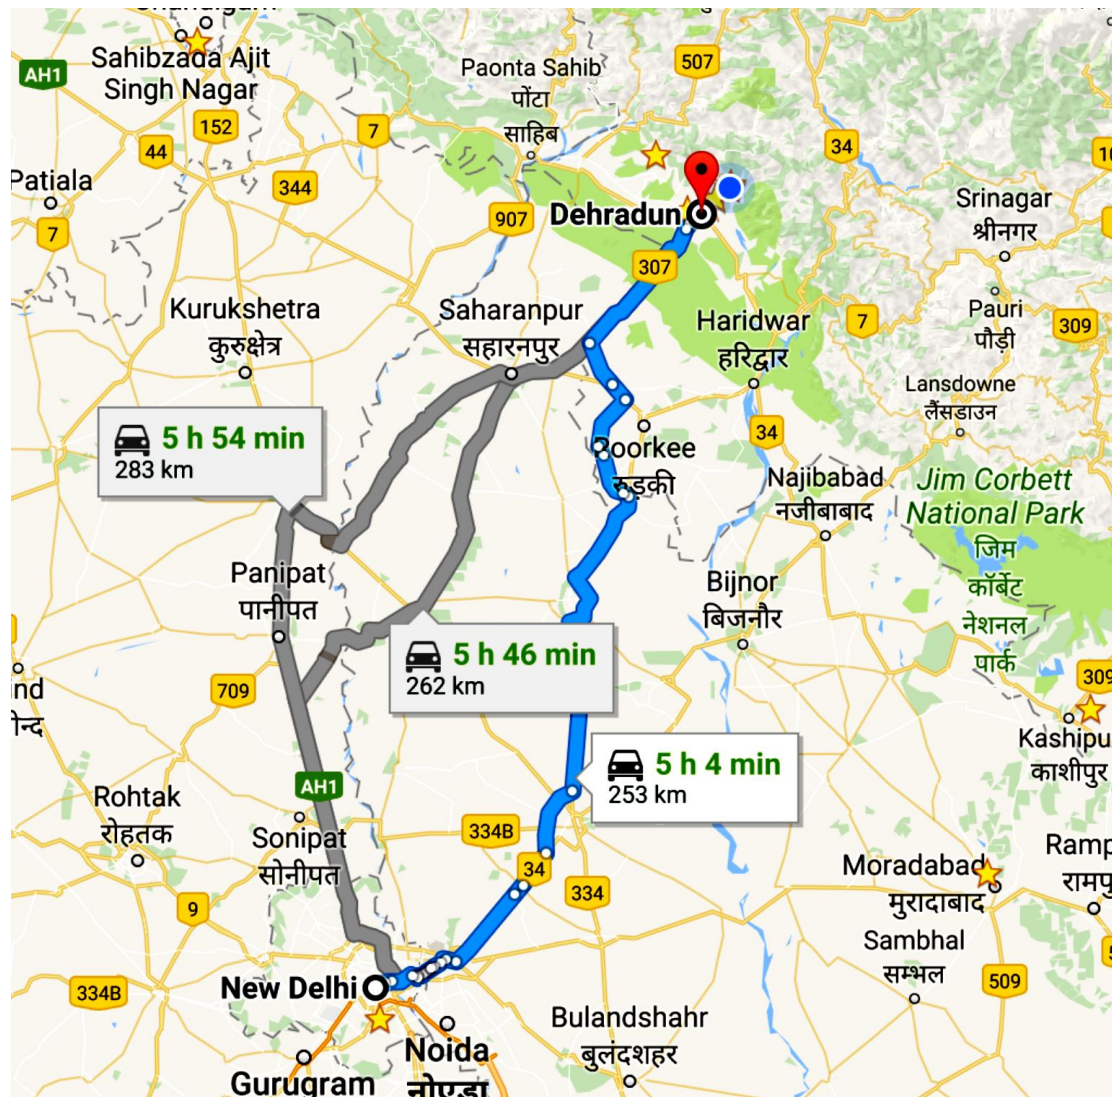 AH1
Sahibzada Ajit
Singh Nagar
507
Paonta Sahib
पोंटा
साहिब
152
7
44
34
Patiala
344
Srinagar
श्रीनगर
907
Dehradun
7
307
Kurukshetra
कुरुक्षेत्र
Saharanpur
सहारनपुर
Haridwar
हरिद्वार
7
Pauri
पौड़ी
309
Lansdowne
लैंसडाउन
5 h 54 min
283 km
34
Roorkee
रुड़की
Najibabad
नजीबाबाद
Jim Corbett
National Park
जिम
कॉर्बेट
नेशनल
पार्क
Panipat
पानीपत
Bijnor
बिजनौर
5 h 46 min
262 km
709
309
Kashipu
काशीपुर
5 h 4 min
253 km
AH1
Rohtak
रोहतक
Sonipat
सोनीपत
334B
34
334
Moradabad
मुरादाबाद
Ramp
रामपु
9
Sambhal
सम्भल
334B
New Delhi
509
Bulandshahr
बुलंदशहर
Noida
नोएडा
Gurugram